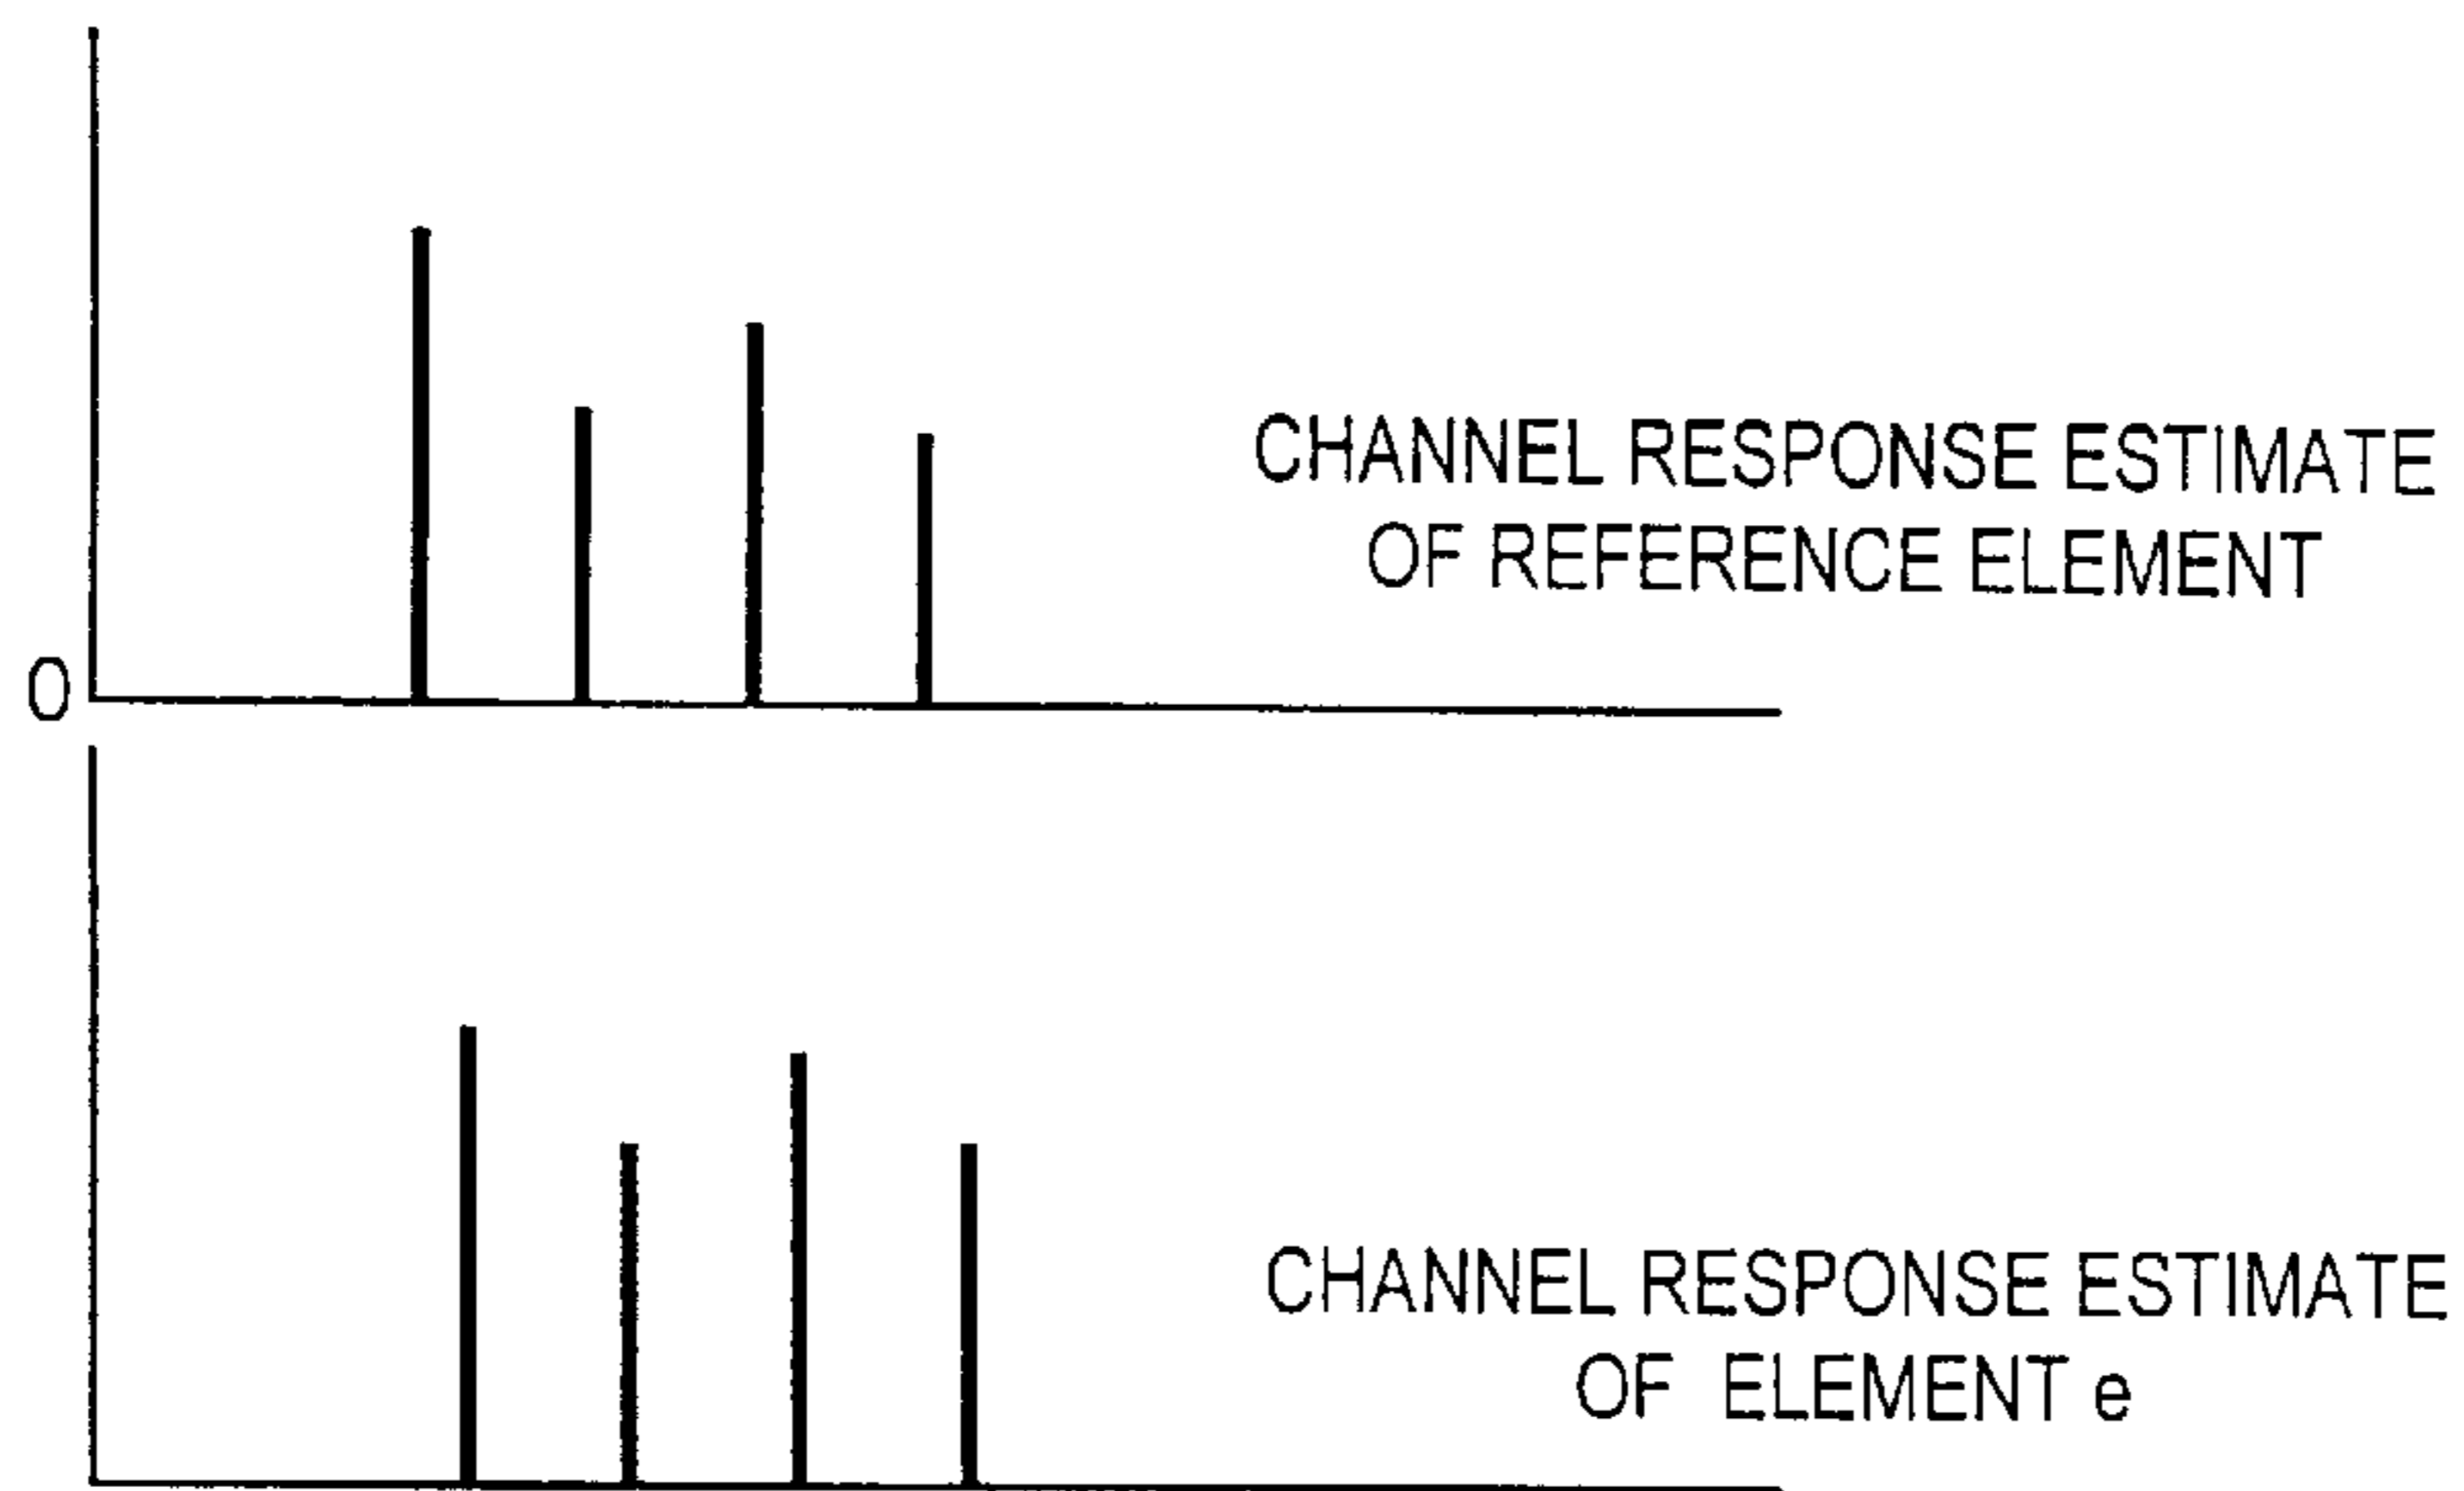 CHANNEL RESPONSE ESTIMATE
OF REFERENCE ELEMENT
0
CHANNEL RESPONSE ESTIMATE
OF ELEMENT e